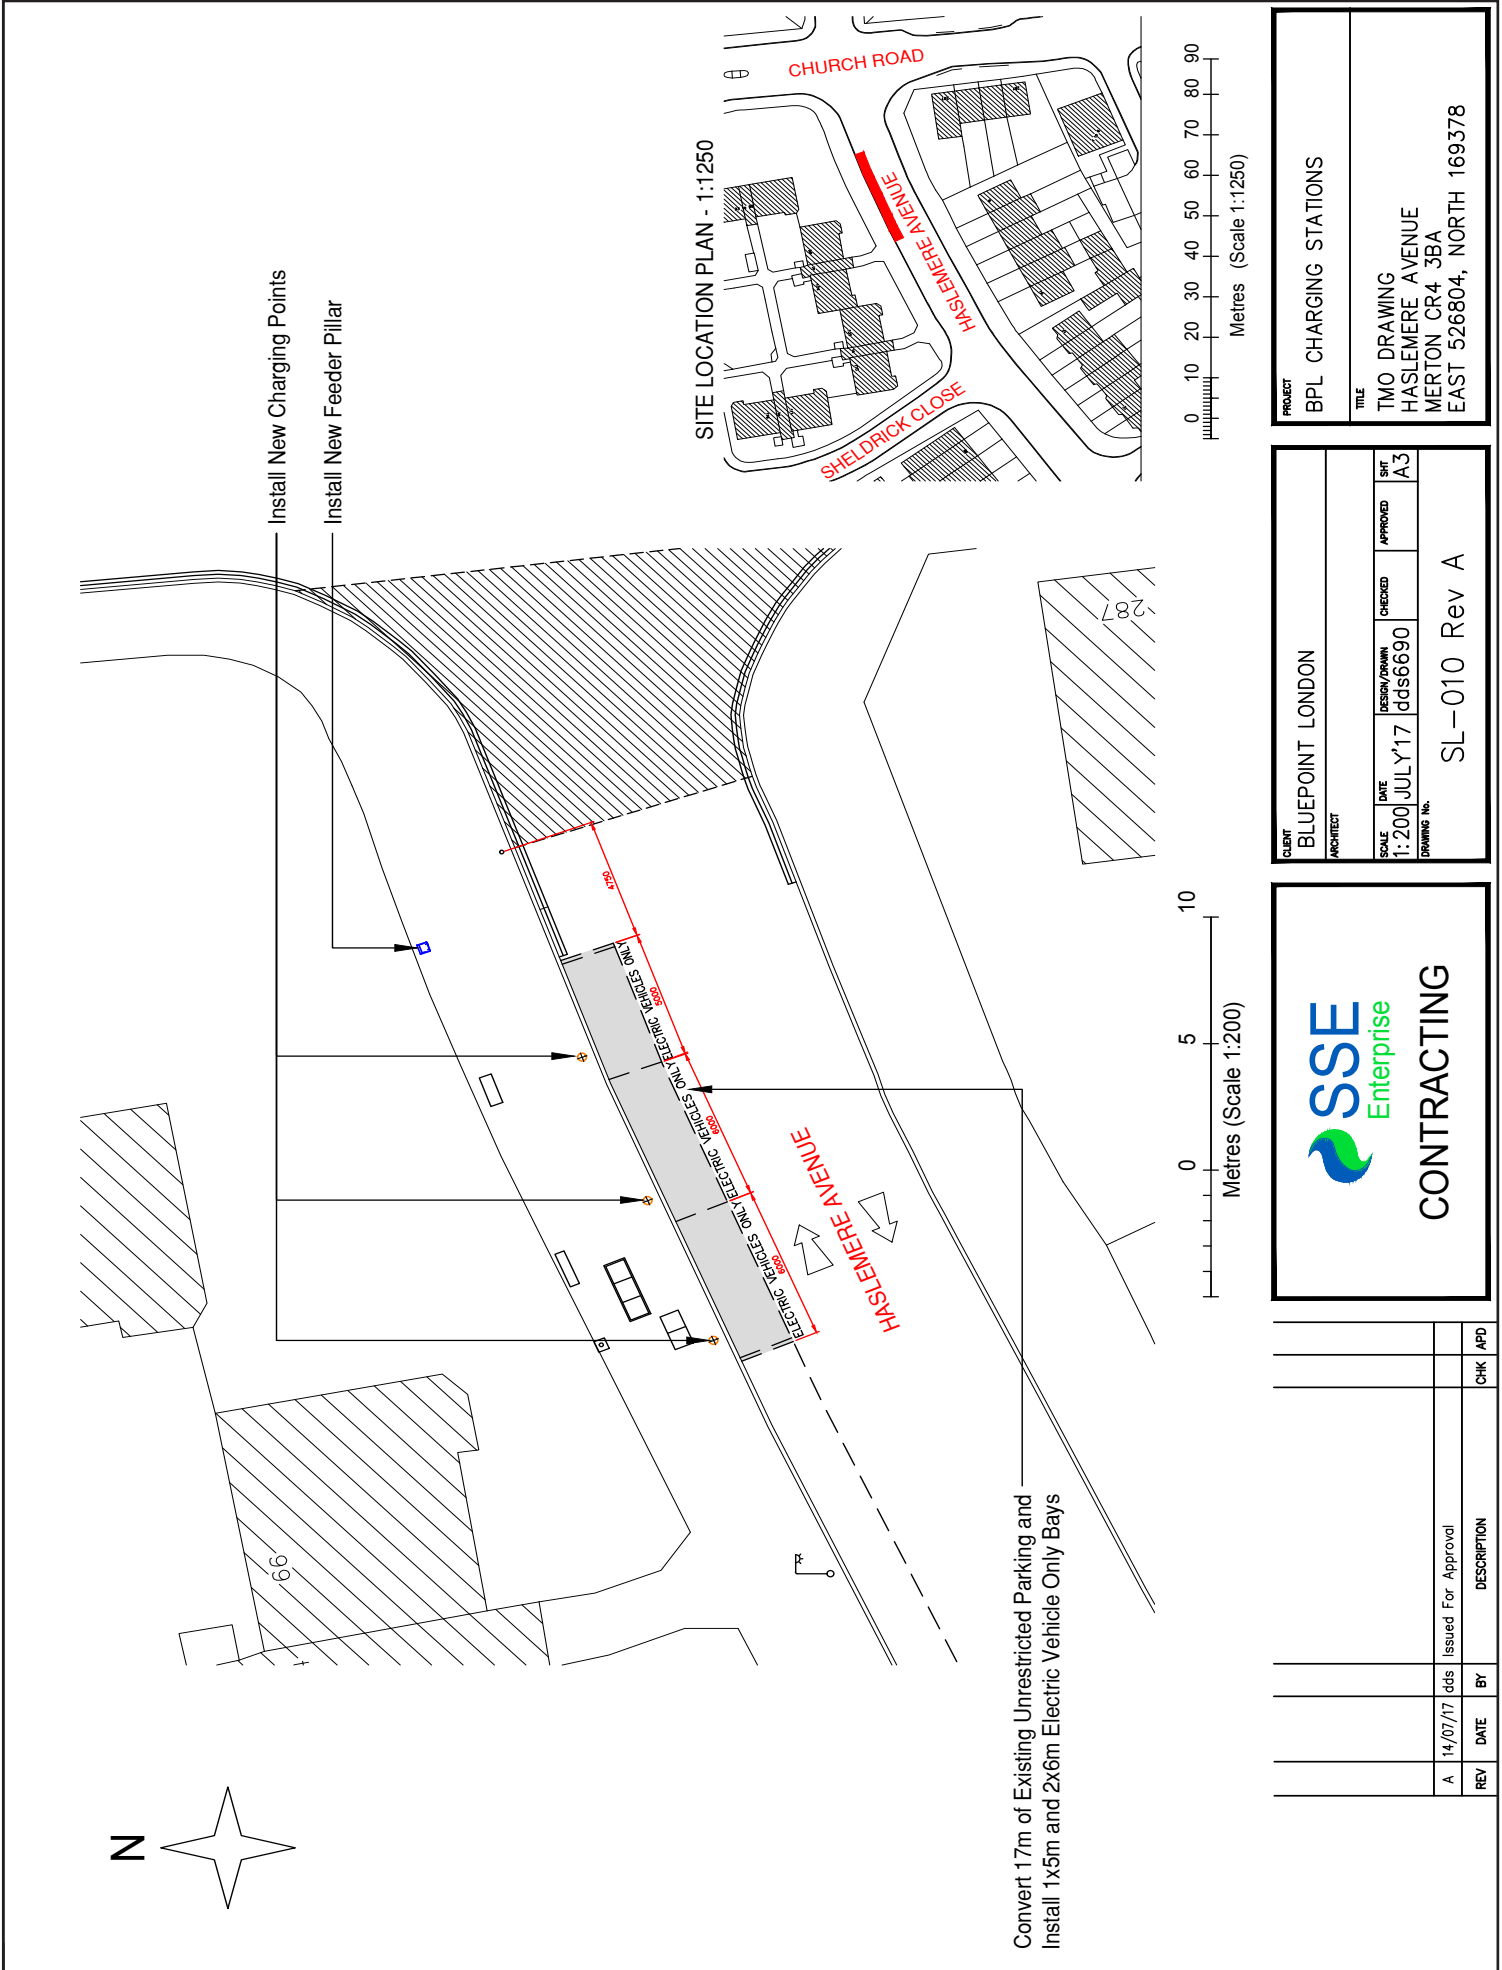 N
Install New Charging Points
Install New Feeder Pillar
99
287
4750
5000
6000
6000
ELECTRIC VEHICLES ONLY
ELECTRIC VEHICLES ONLY
ELECTRIC VEHICLES ONLY
HASLEMERE AVENUE
Convert 17m of Existing Unrestricted Parking and
Install 1x5m and 2x6m Electric Vehicle Only Bays
0 5 10
Metres (Scale 1:200)
SITE LOCATION PLAN - 1:1250
CHURCH ROAD
HASLEMERE AVENUE
SHELDRICK CLOSE
0 10 20 30 40 50 60 70 80 90
Metres (Scale 1:1250)
A 14/07/17 dds Issued For Approval
REV DATE BY DESCRIPTION CHK APD
SSE
Enterprise
CONTRACTING
CLIENT
BLUEPOINT LONDON
ARCHITECT
SCALE DATE DESIGN/DRAWN CHECKED APPROVED SHT
1:200 JULY'17 dds6690 A3
DRAWING No.
SL-010 Rev A
PROJECT
BPL CHARGING STATIONS
TITLE
TMO DRAWING
HASLEMERE AVENUE
MERTON CR4 3BA
EAST 526804, NORTH 169378